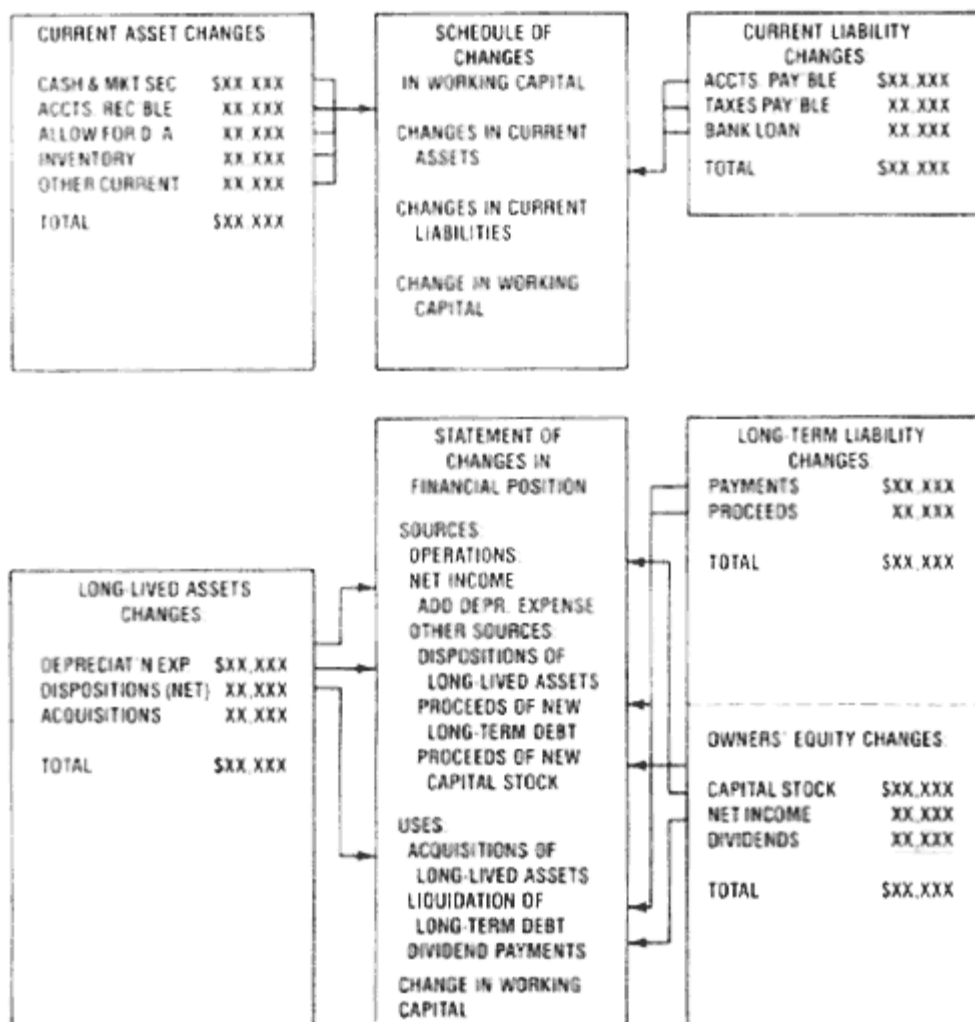 CURRENT ASSET CHANGES
CASH & MKT SEC $XX,XXX
ACCTS. REC'BLE XX,XXX
ALLOW FOR D/A XX,XXX
INVENTORY XX,XXX
OTHER CURRENT XX,XXX
TOTAL $XX,XXX
SCHEDULE OF
CHANGES
IN WORKING CAPITAL
CHANGES IN CURRENT
ASSETS
CHANGES IN CURRENT
LIABILITIES
CHANGE IN WORKING
CAPITAL
CURRENT LIABILITY
CHANGES
ACCTS. PAY'BLE $XX,XXX
TAXES PAY'BLE XX,XXX
BANK LOAN XX,XXX
TOTAL $XX,XXX
LONG-LIVED ASSETS
CHANGES:
DEPRECIAT'N EXP $XX,XXX
DISPOSITIONS (NET) XX,XXX
ACQUISITIONS XX,XXX
TOTAL $XX,XXX
STATEMENT OF
CHANGES IN
FINANCIAL POSITION
SOURCES:
OPERATIONS:
NET INCOME
ADD DEPR. EXPENSE
OTHER SOURCES:
DISPOSITIONS OF
LONG-LIVED ASSETS
PROCEEDS OF NEW
LONG-TERM DEBT
PROCEEDS OF NEW
CAPITAL STOCK
USES:
ACQUISITIONS OF
LONG-LIVED ASSETS
LIQUIDATION OF
LONG-TERM DEBT
DIVIDEND PAYMENTS
CHANGE IN WORKING
CAPITAL
LONG-TERM LIABILITY
CHANGES:
PAYMENTS $XX,XXX
PROCEEDS XX,XXX
TOTAL $XX,XXX
OWNERS' EQUITY CHANGES:
CAPITAL STOCK $XX,XXX
NET INCOME XX,XXX
DIVIDENDS XX,XXX
TOTAL $XX,XXX